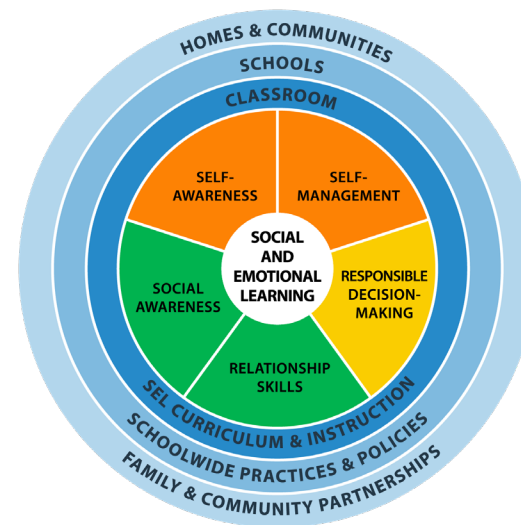 HOMES & COMMUNITIES
SCHOOLS
CLASSROOM
SELF-
AWARENESS
SELF-
MANAGEMENT
SOCIAL
AND
EMOTIONAL
LEARNING
SOCIAL
AWARENESS
RESPONSIBLE
DECISION-
MAKING
RELATIONSHIP
SKILLS
SEL CURRICULUM & INSTRUCTION
SCHOOLWIDE PRACTICES & POLICIES
FAMILY & COMMUNITY PARTNERSHIPS